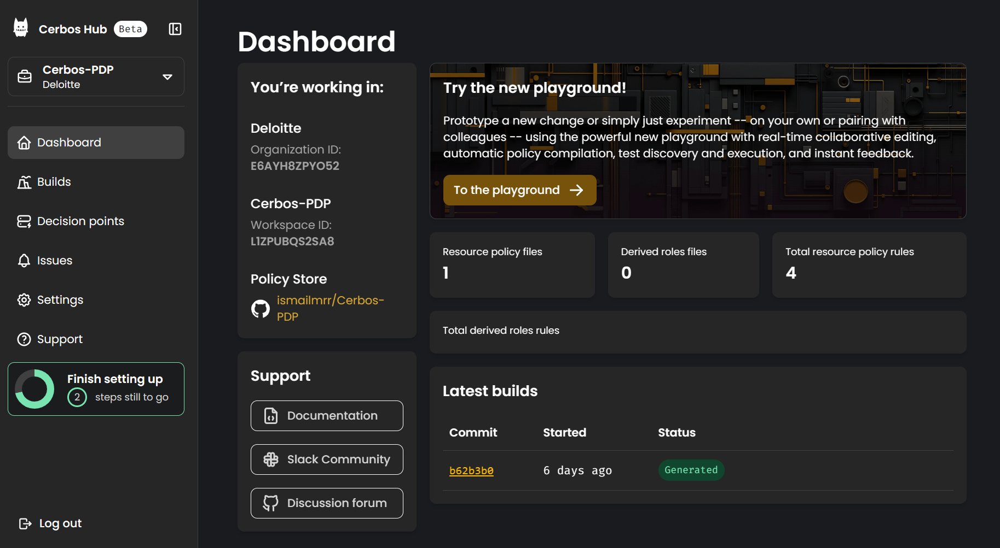 Cerbos Hub Beta
Cerbos-PDP
Deloitte
Dashboard
Builds
Decision points
Issues
Settings
Support
Finish setting up
2 steps still to go
Log out
Dashboard
You’re working in:
Deloitte
Organization ID:
E6AYH8ZPYO52
Cerbos-PDP
Workspace ID:
L1ZPUBQS2SA8
Policy Store
ismailmrr/Cerbos-
PDP
Support
Documentation
Slack Community
Discussion forum
Try the new playground!
Prototype a new change or simply just experiment -- on your own or pairing with
colleagues -- using the powerful new playground with real-time collaborative editing,
automatic policy compilation, test discovery and execution, and instant feedback.
To the playground
Resource policy files
1
Derived roles files
0
Total resource policy rules
4
Total derived roles rules
Latest builds
Commit Started Status
b62b3b0 6 days ago Generated